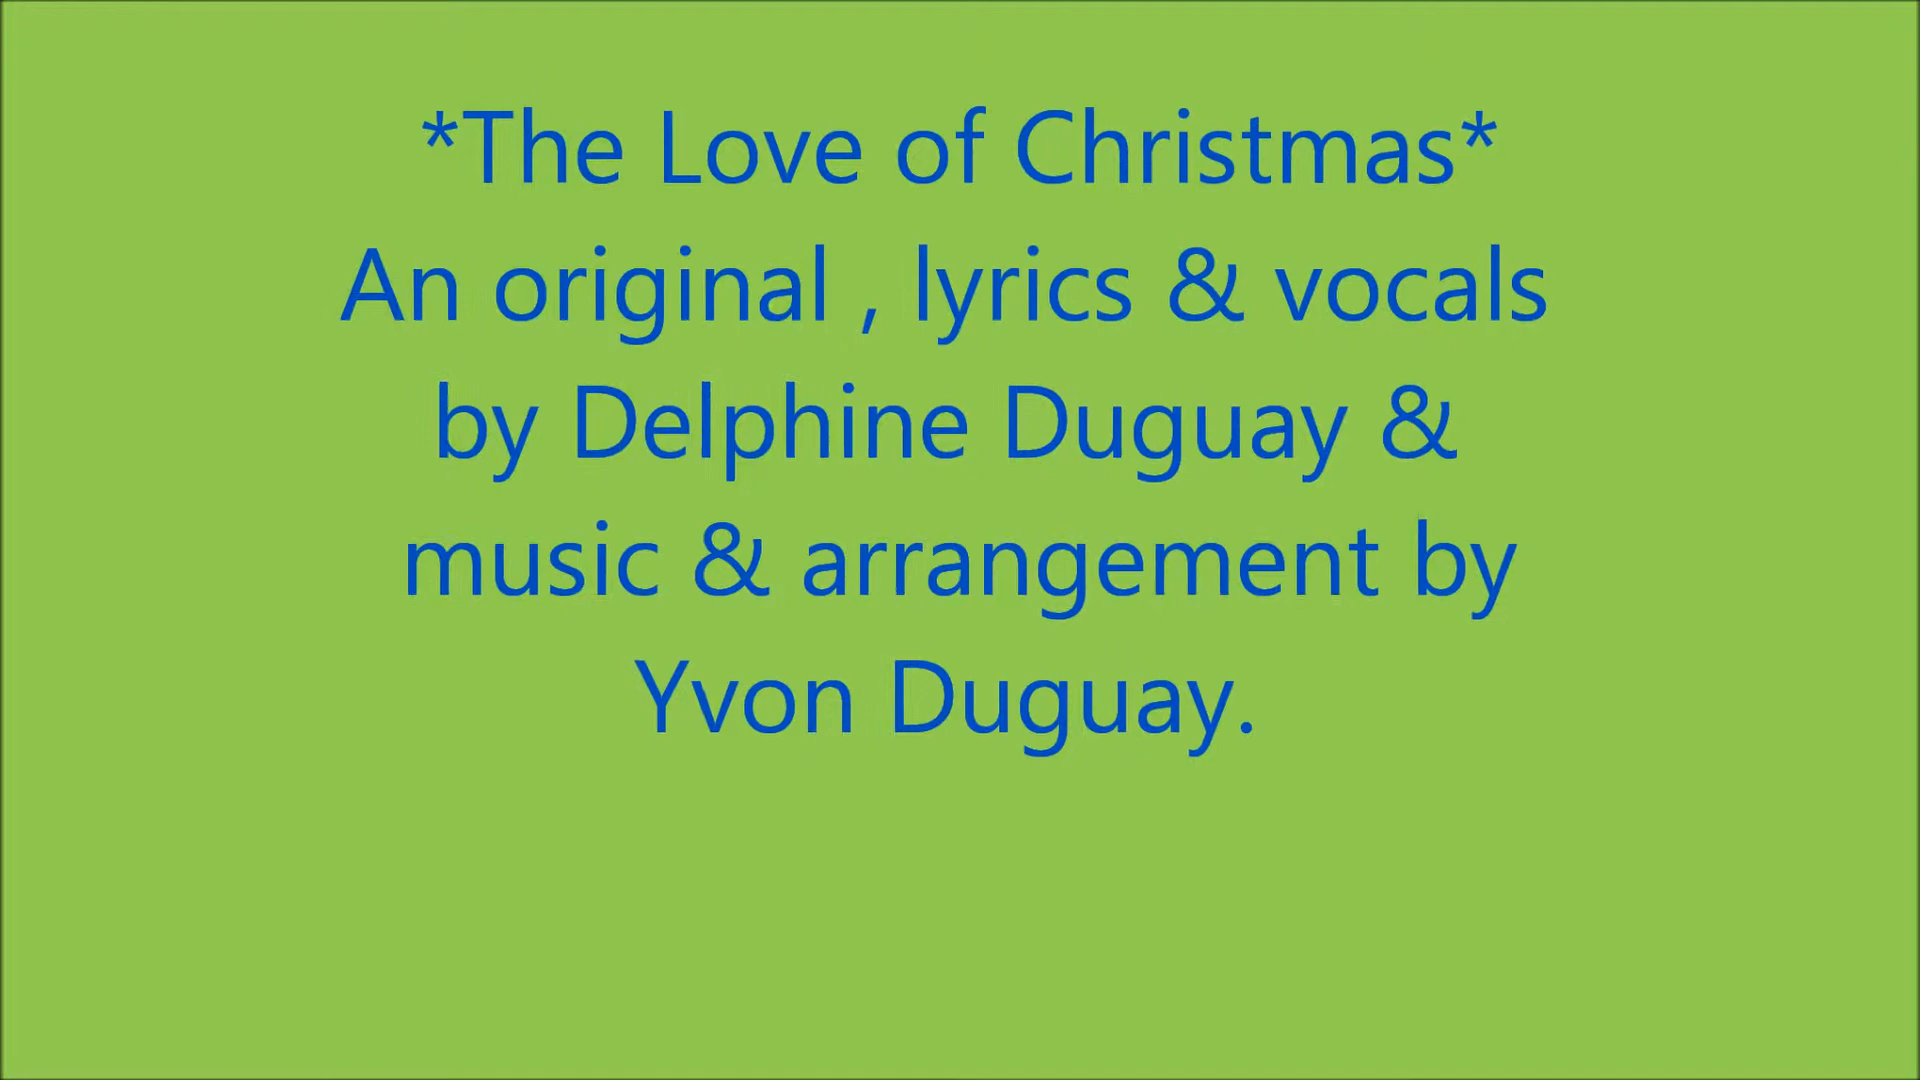 *The Love of Christmas*
An original , lyrics & vocals
by Delphine Duguay &
music & arrangement by
Yvon Duguay.